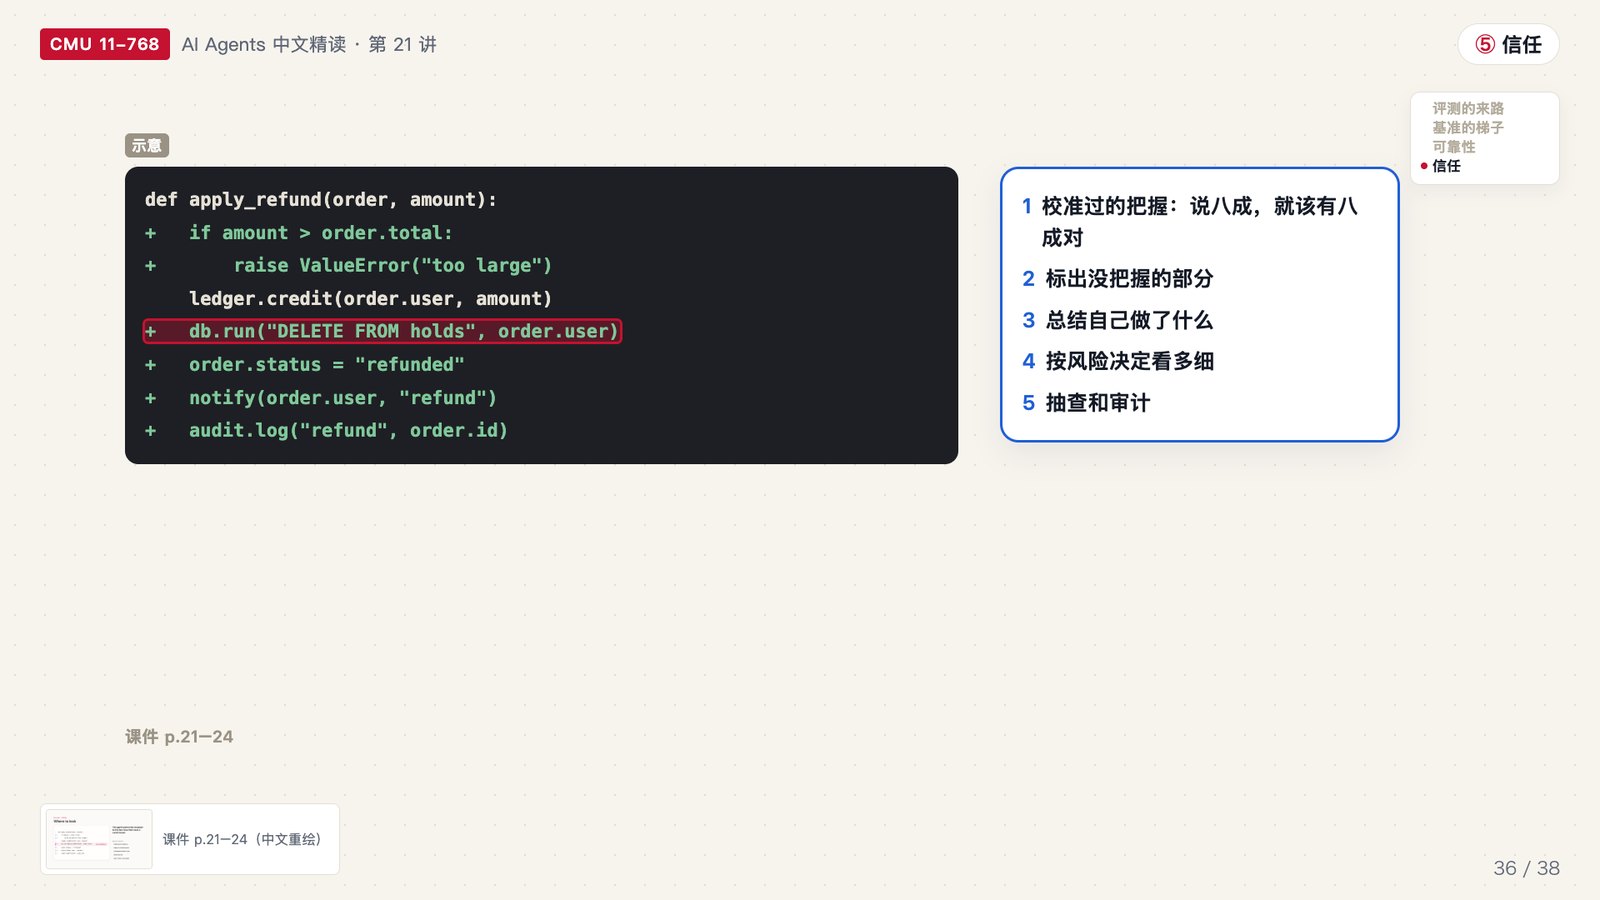 CMU 11–768 AI Agents 中文精读 · 第 21 讲
⑤ 信任
评测的来路
基准的梯子
可靠性
信任
示意
def apply_refund(order, amount):
+   if amount > order.total:
+       raise ValueError("too large")
    ledger.credit(order.user, amount)
+   db.run("DELETE FROM holds", order.user)
+   order.status = "refunded"
+   notify(order.user, "refund")
+   audit.log("refund", order.id)
1 校准过的把握：说八成，就该有八
成对
2 标出没把握的部分
3 总结自己做了什么
4 按风险决定看多细
5 抽查和审计
课件 p.21—24
课件 p.21—24（中文重绘）
36 / 38